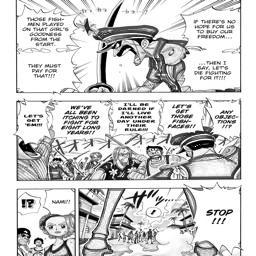 IF THERE'S NO
HOPE FOR US
TO BUY OUR
FREEDOM...
...THEN I
SAY, LET'S
DIE FIGHTING
FOR IT!!!
THOSE FISH-
MEN PLAYED
ON THAT GIRL'S
GOODNESS
FROM THE
START.
THEY MUST
PAY FOR
THAT!!!
ANY
OBJEC-
TIONS
!!?
LET'S
GET
THOSE
FISH-
FACES!!
I'LL BE
DARNED IF
I'LL LIVE
ANOTHER
DAY UNDER
THEIR
RULE!!!
WE'VE
ALL BEEN
ITCHING TO
FIGHT FOR
EIGHT LONG
YEARS!!
LET'S
GET
'EM!!!
STOP
!!!
NAMI!!
!?